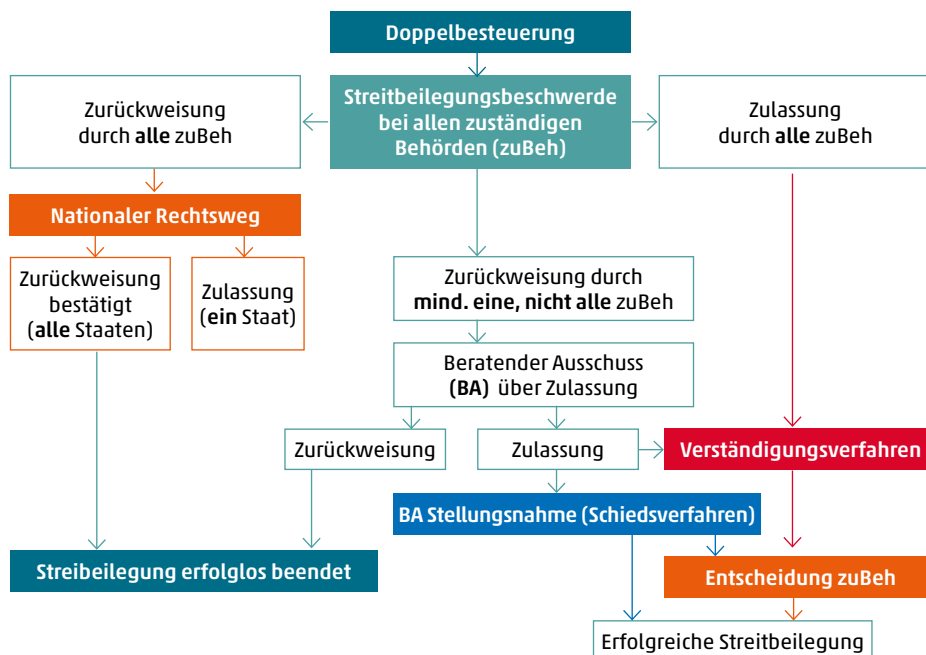 Doppelbesteuerung
Zurückweisung
durch alle zuBeh
Streitbeilegungsbeschwerde
bei allen zuständigen
Behörden (zuBeh)
Zulassung
durch alle zuBeh
Nationaler Rechtsweg
Zurückweisung
bestätigt
(alle Staaten)
Zulassung
(ein Staat)
Zurückweisung durch
mind. eine, nicht alle zuBeh
Beratender Ausschuss
(BA) über Zulassung
Zurückweisung
Zulassung
Verständigungsverfahren
BA Stellungsnahme (Schiedsverfahren)
Streibeilegung erfolglos beendet
Entscheidung zuBeh
Erfolgreiche Streitbeilegung